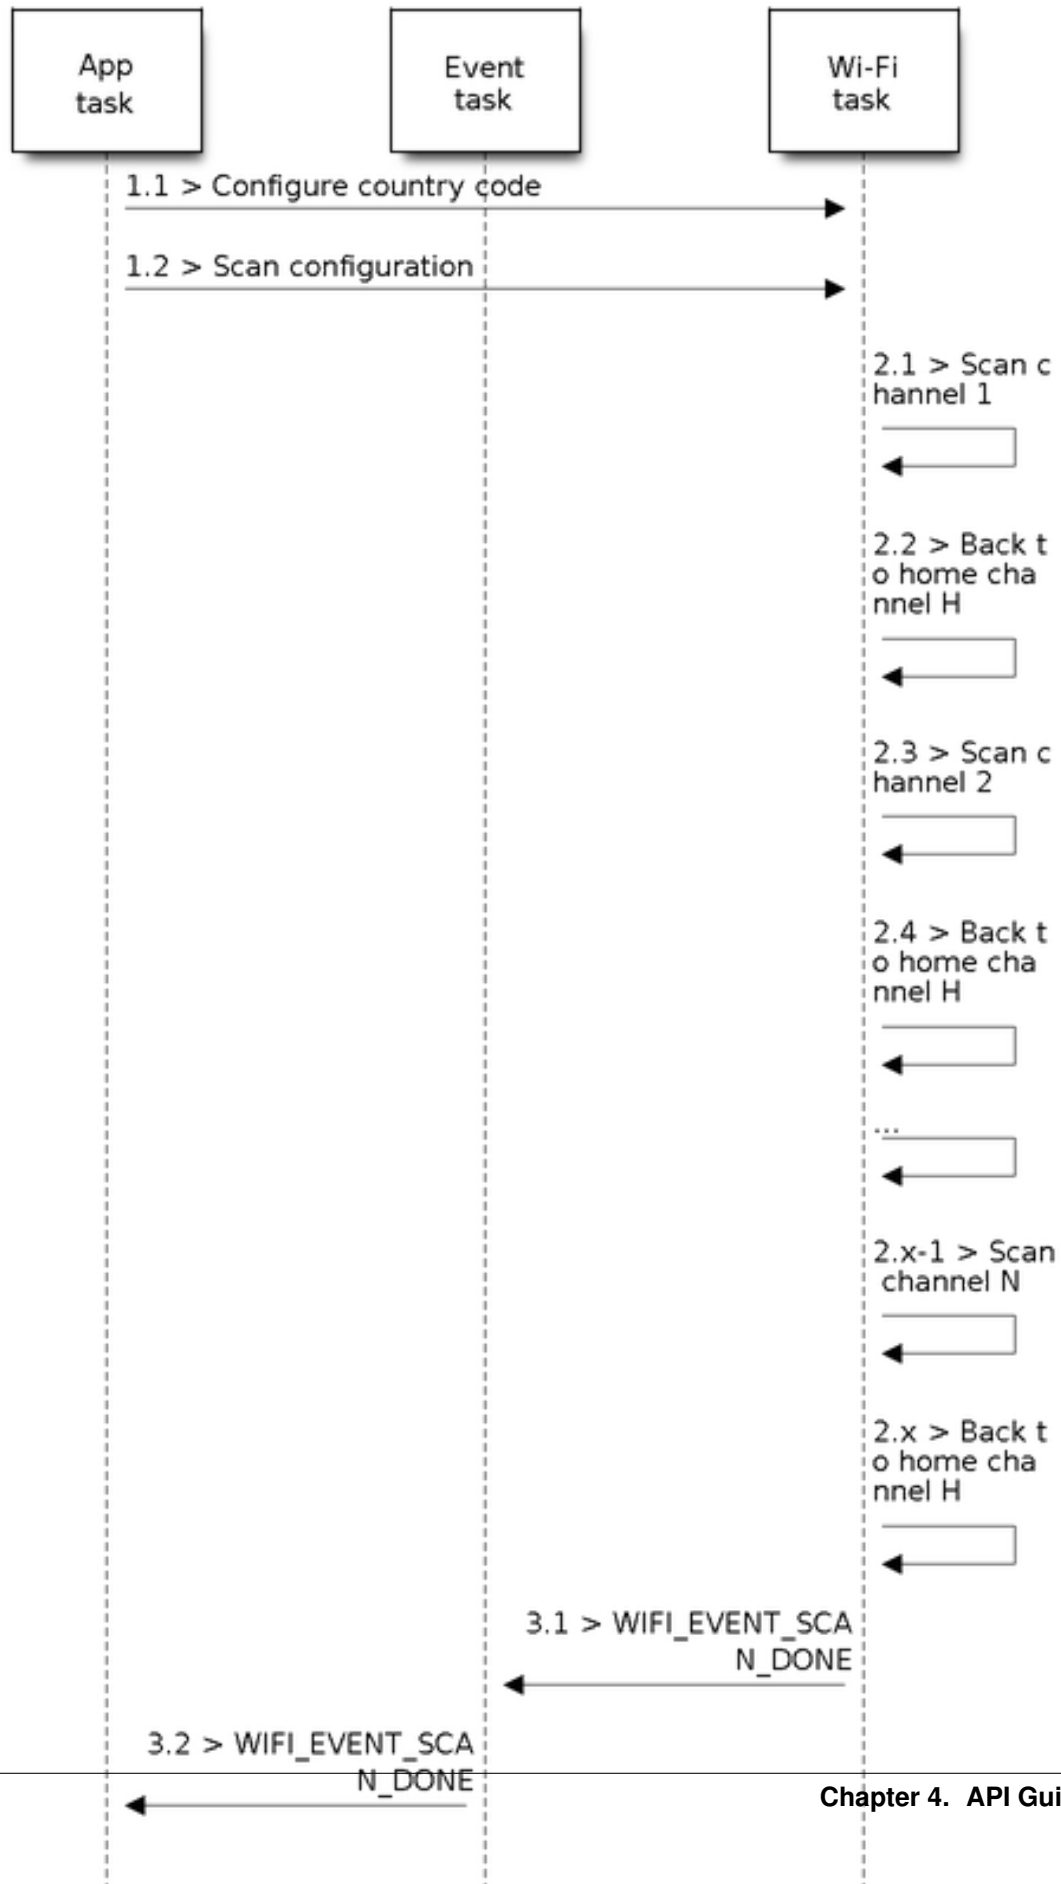 App
task
Event
task
Wi-Fi
task
1.1 > Configure country code
1.2 > Scan configuration
2.1 > Scan c
hannel 1
2.2 > Back t
o home cha
nnel H
2.3 > Scan c
hannel 2
2.4 > Back t
o home cha
nnel H
...
2.x-1 > Scan
channel N
2.x > Back t
o home cha
nnel H
3.1 > WIFI_EVENT_SCA
N_DONE
3.2 > WIFI_EVENT_SCA
N_DONE
Chapter 4. API Gui